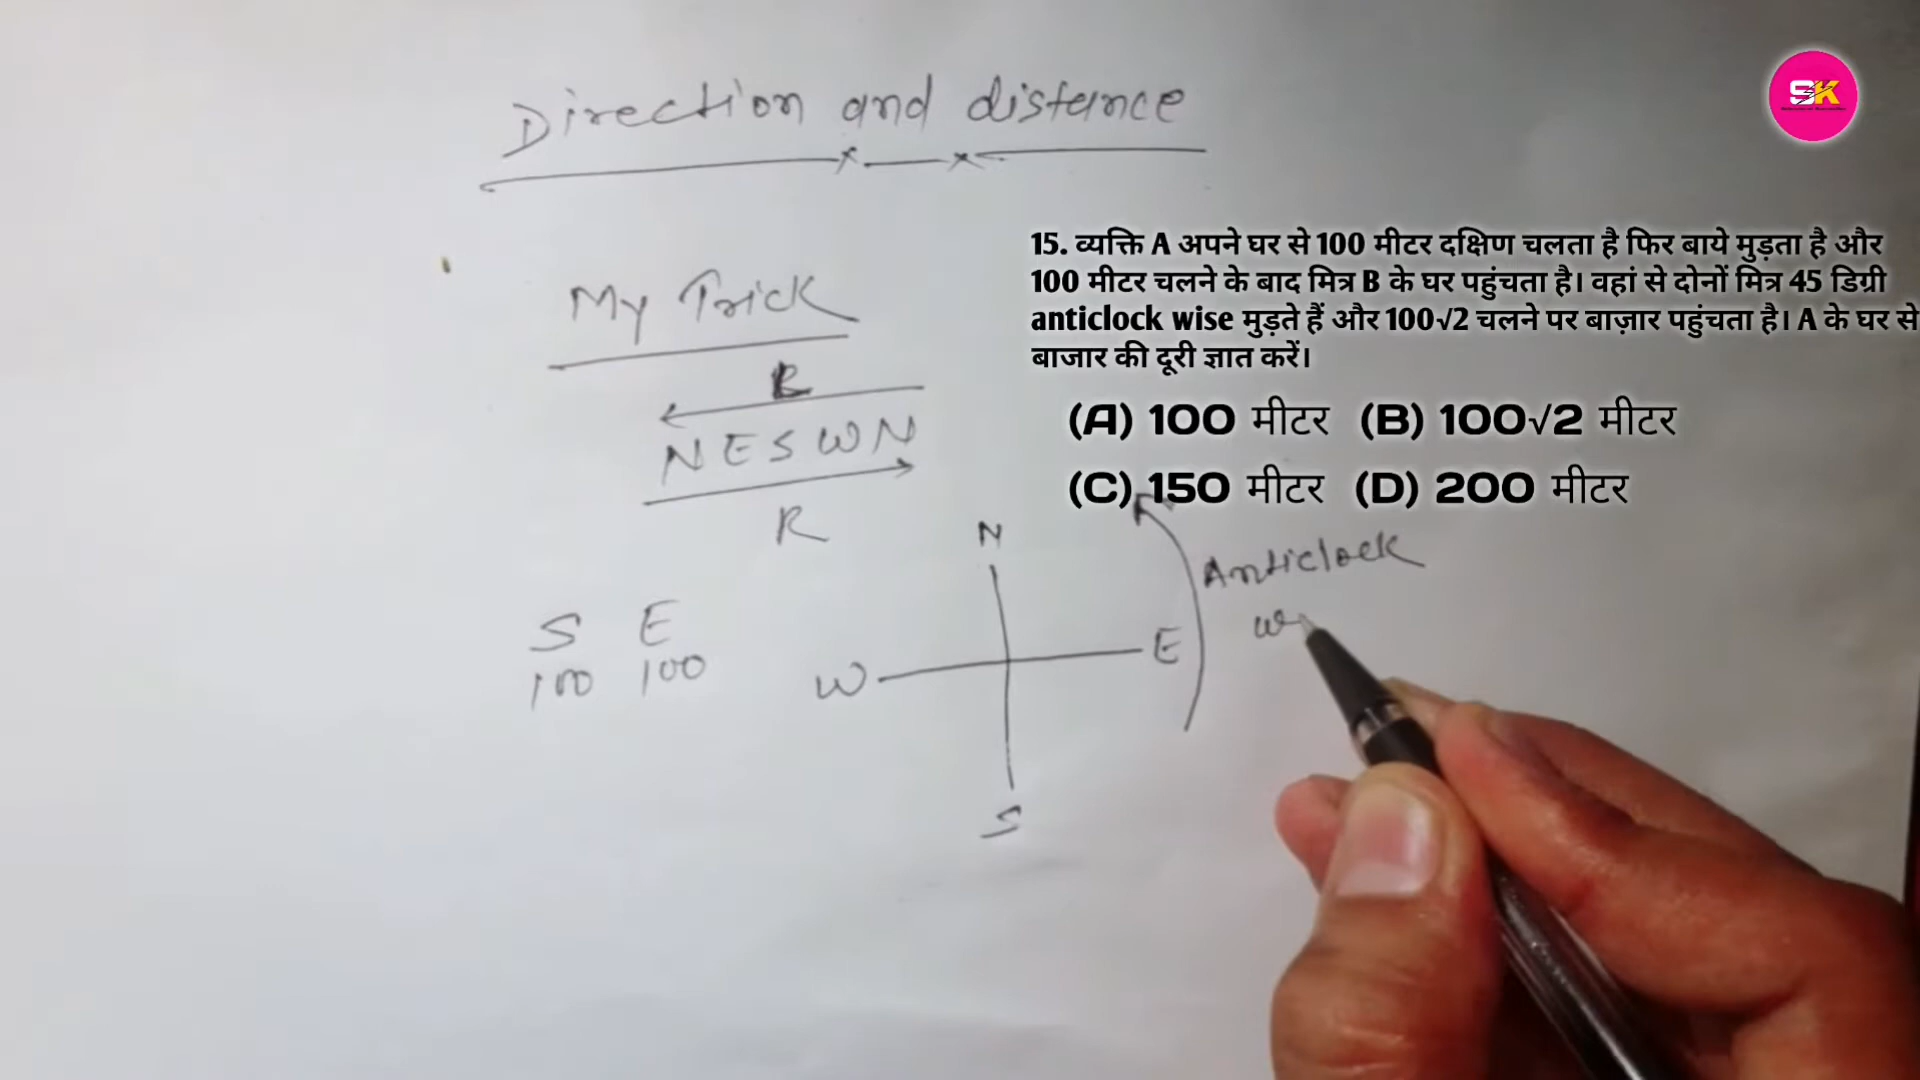 Direction and distance
SK
15. व्यक्ति A अपने घर से 100 मीटर दक्षिण चलता है फिर बाये मुड़ता है और
100 मीटर चलने के बाद मित्र B के घर पहुंचता है। वहां से दोनों मित्र 45 डिग्री
anticlock wise मुड़ते हैं और 100√2 चलने पर बाज़ार पहुंचता है। A के घर से
बाजार की दूरी ज्ञात करें।
(A) 100 मीटर (B) 100√2 मीटर
(C) 150 मीटर (D) 200 मीटर
My Trick
L
N E S W N
R
S E
100 100
N
W E
S
Anticlock
w